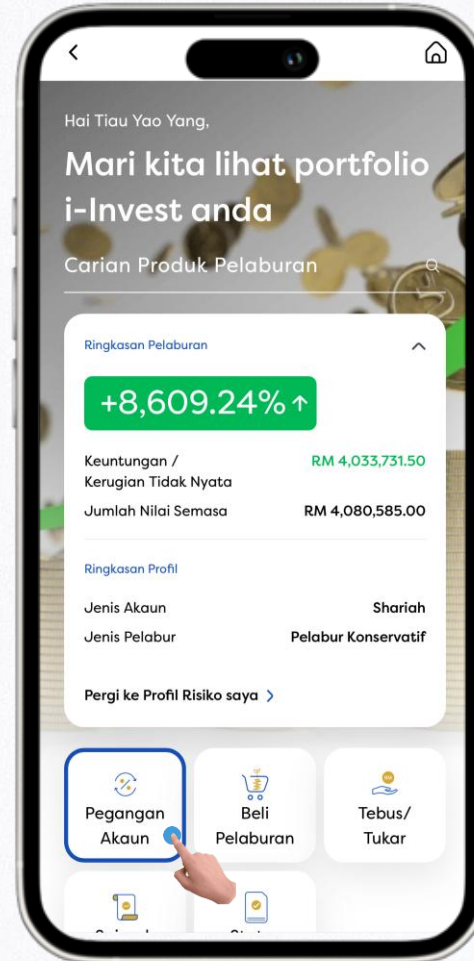 Hai Tiau Yao Yang,
Mari kita lihat portfolio
i-Invest anda
Carian Produk Pelaburan
Ringkasan Pelaburan
+8,609.24% ↑
Keuntungan / RM 4,033,731.50
Kerugian Tidak Nyata
Jumlah Nilai Semasa RM 4,080,585.00
Ringkasan Profil
Jenis Akaun Shariah
Jenis Pelabur Pelabur Konservatif
Pergi ke Profil Risiko saya >
Pegangan
Akaun
Beli
Pelaburan
Tebus/
Tukar